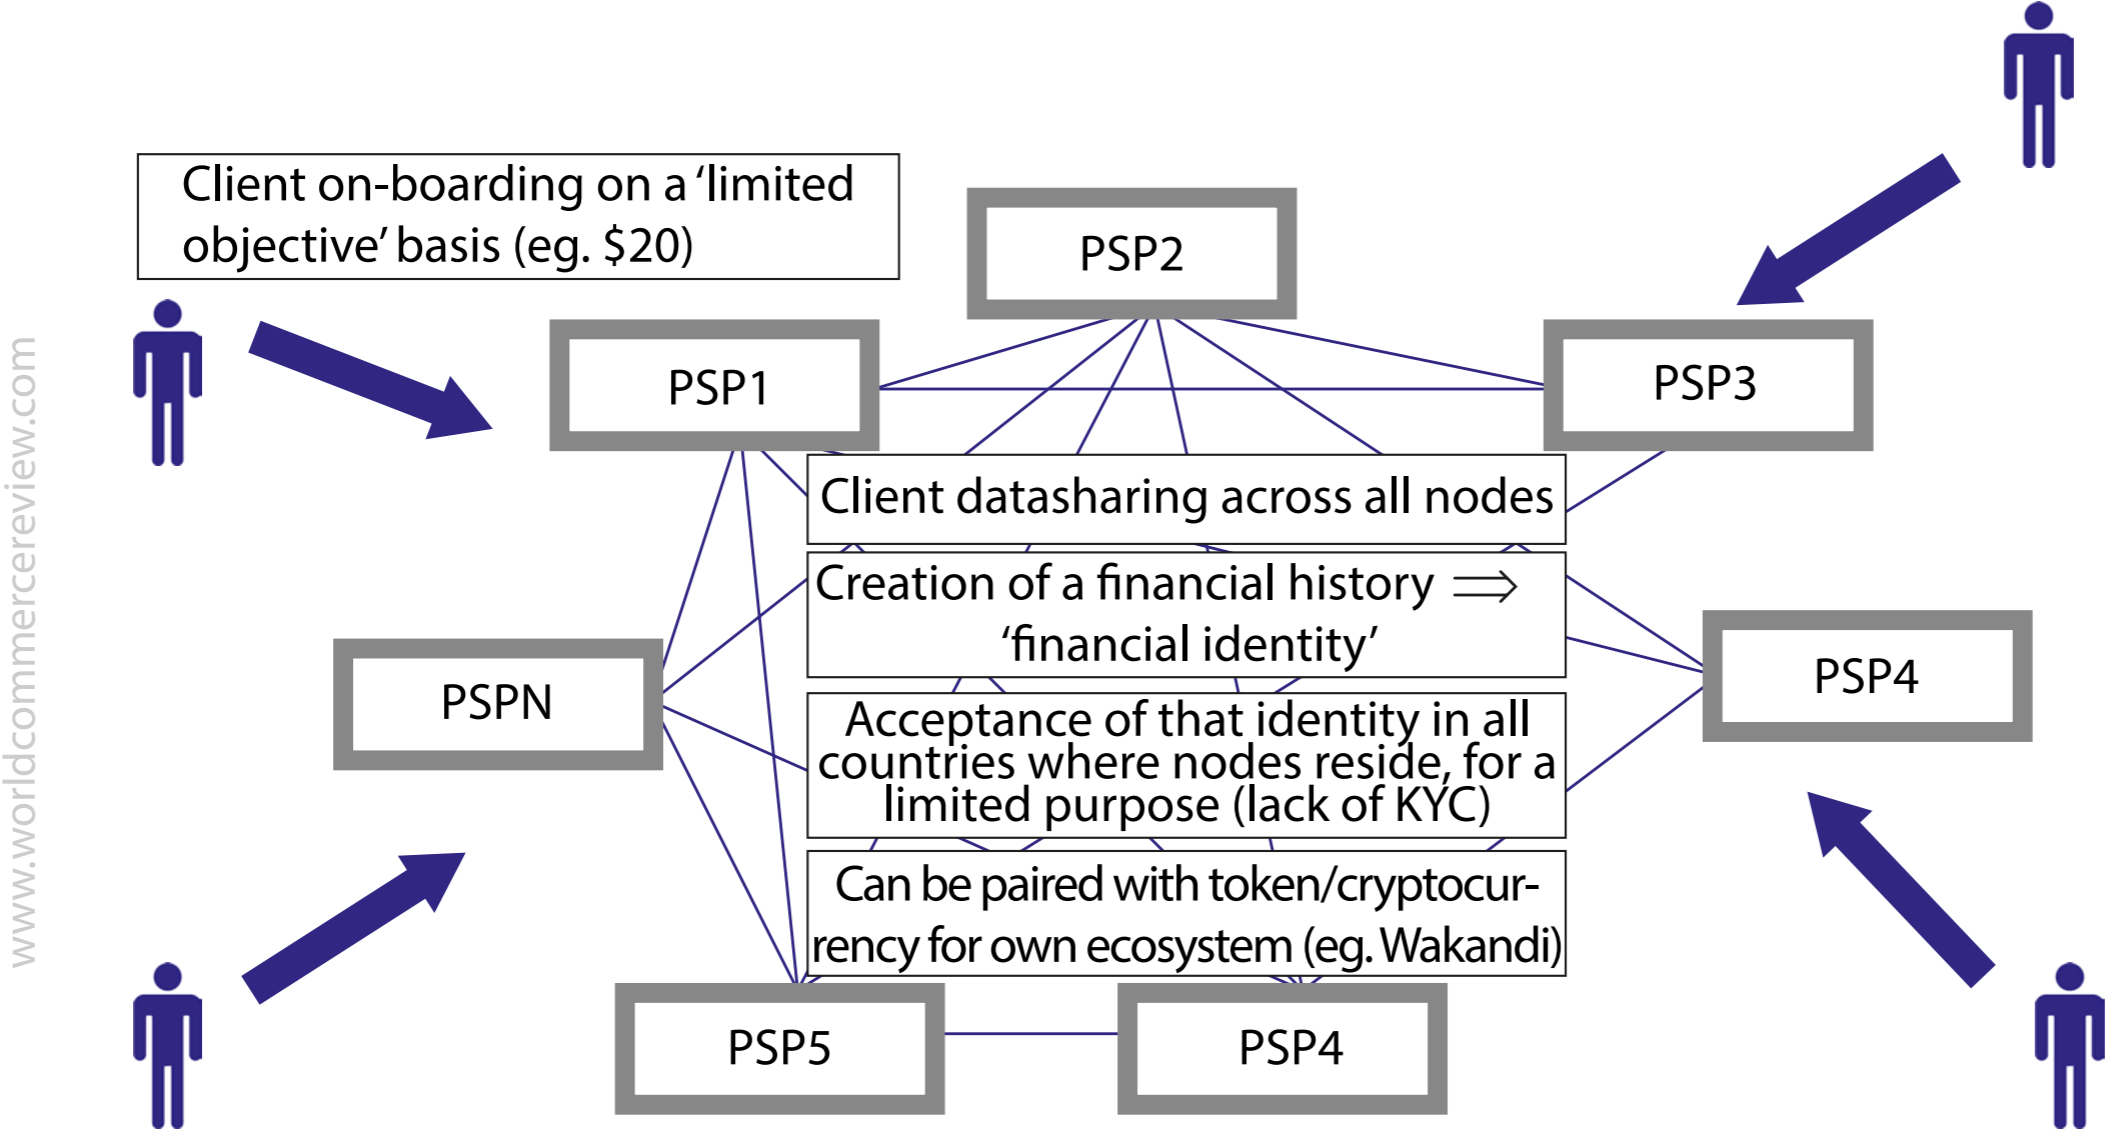 Client on-boarding on a ‘limited
objective’ basis (eg. $20)
PSP2
PSP1
PSP3
Client datasharing across all nodes
Creation of a financial history ⇒
‘financial identity’
PSPN
PSP4
Acceptance of that identity in all
countries where nodes reside, for a
limited purpose (lack of KYC)
Can be paired with token/cryptocur-
rency for own ecosystem (eg. Wakandi)
PSP5
PSP4
www.worldcommercereview.com